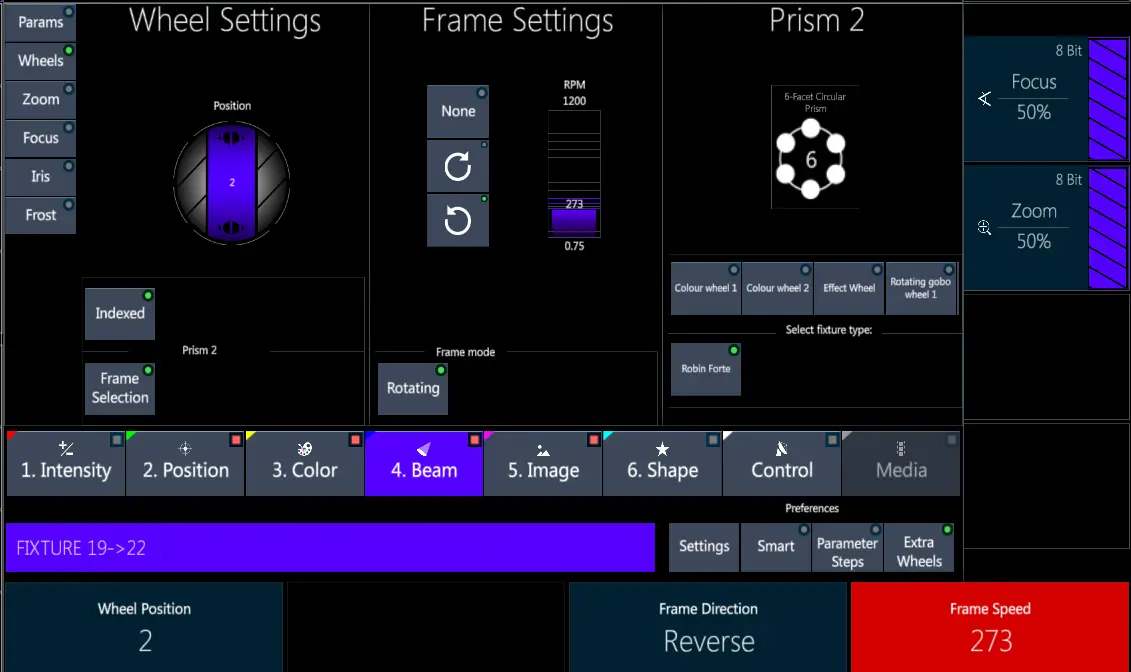 Params
Wheels
Zoom
Focus
Iris
Frost
Wheel Settings
Position
2
Indexed
Prism 2
Frame
Selection
Frame Settings
None
RPM
1200
273
0.75
Frame mode
Rotating
Prism 2
6-Facet Circular
Prism
6
Colour wheel 1
Colour wheel 2
Effect Wheel
Rotating gobo
wheel 1
Select fixture type:
Robin Forte
8 Bit
Focus
50%
8 Bit
Zoom
50%
1. Intensity
2. Position
3. Color
4. Beam
5. Image
6. Shape
Control
Media
Preferences
FIXTURE 19->22
Settings
Smart
Parameter
Steps
Extra
Wheels
Wheel Position
2
Frame Direction
Reverse
Frame Speed
273